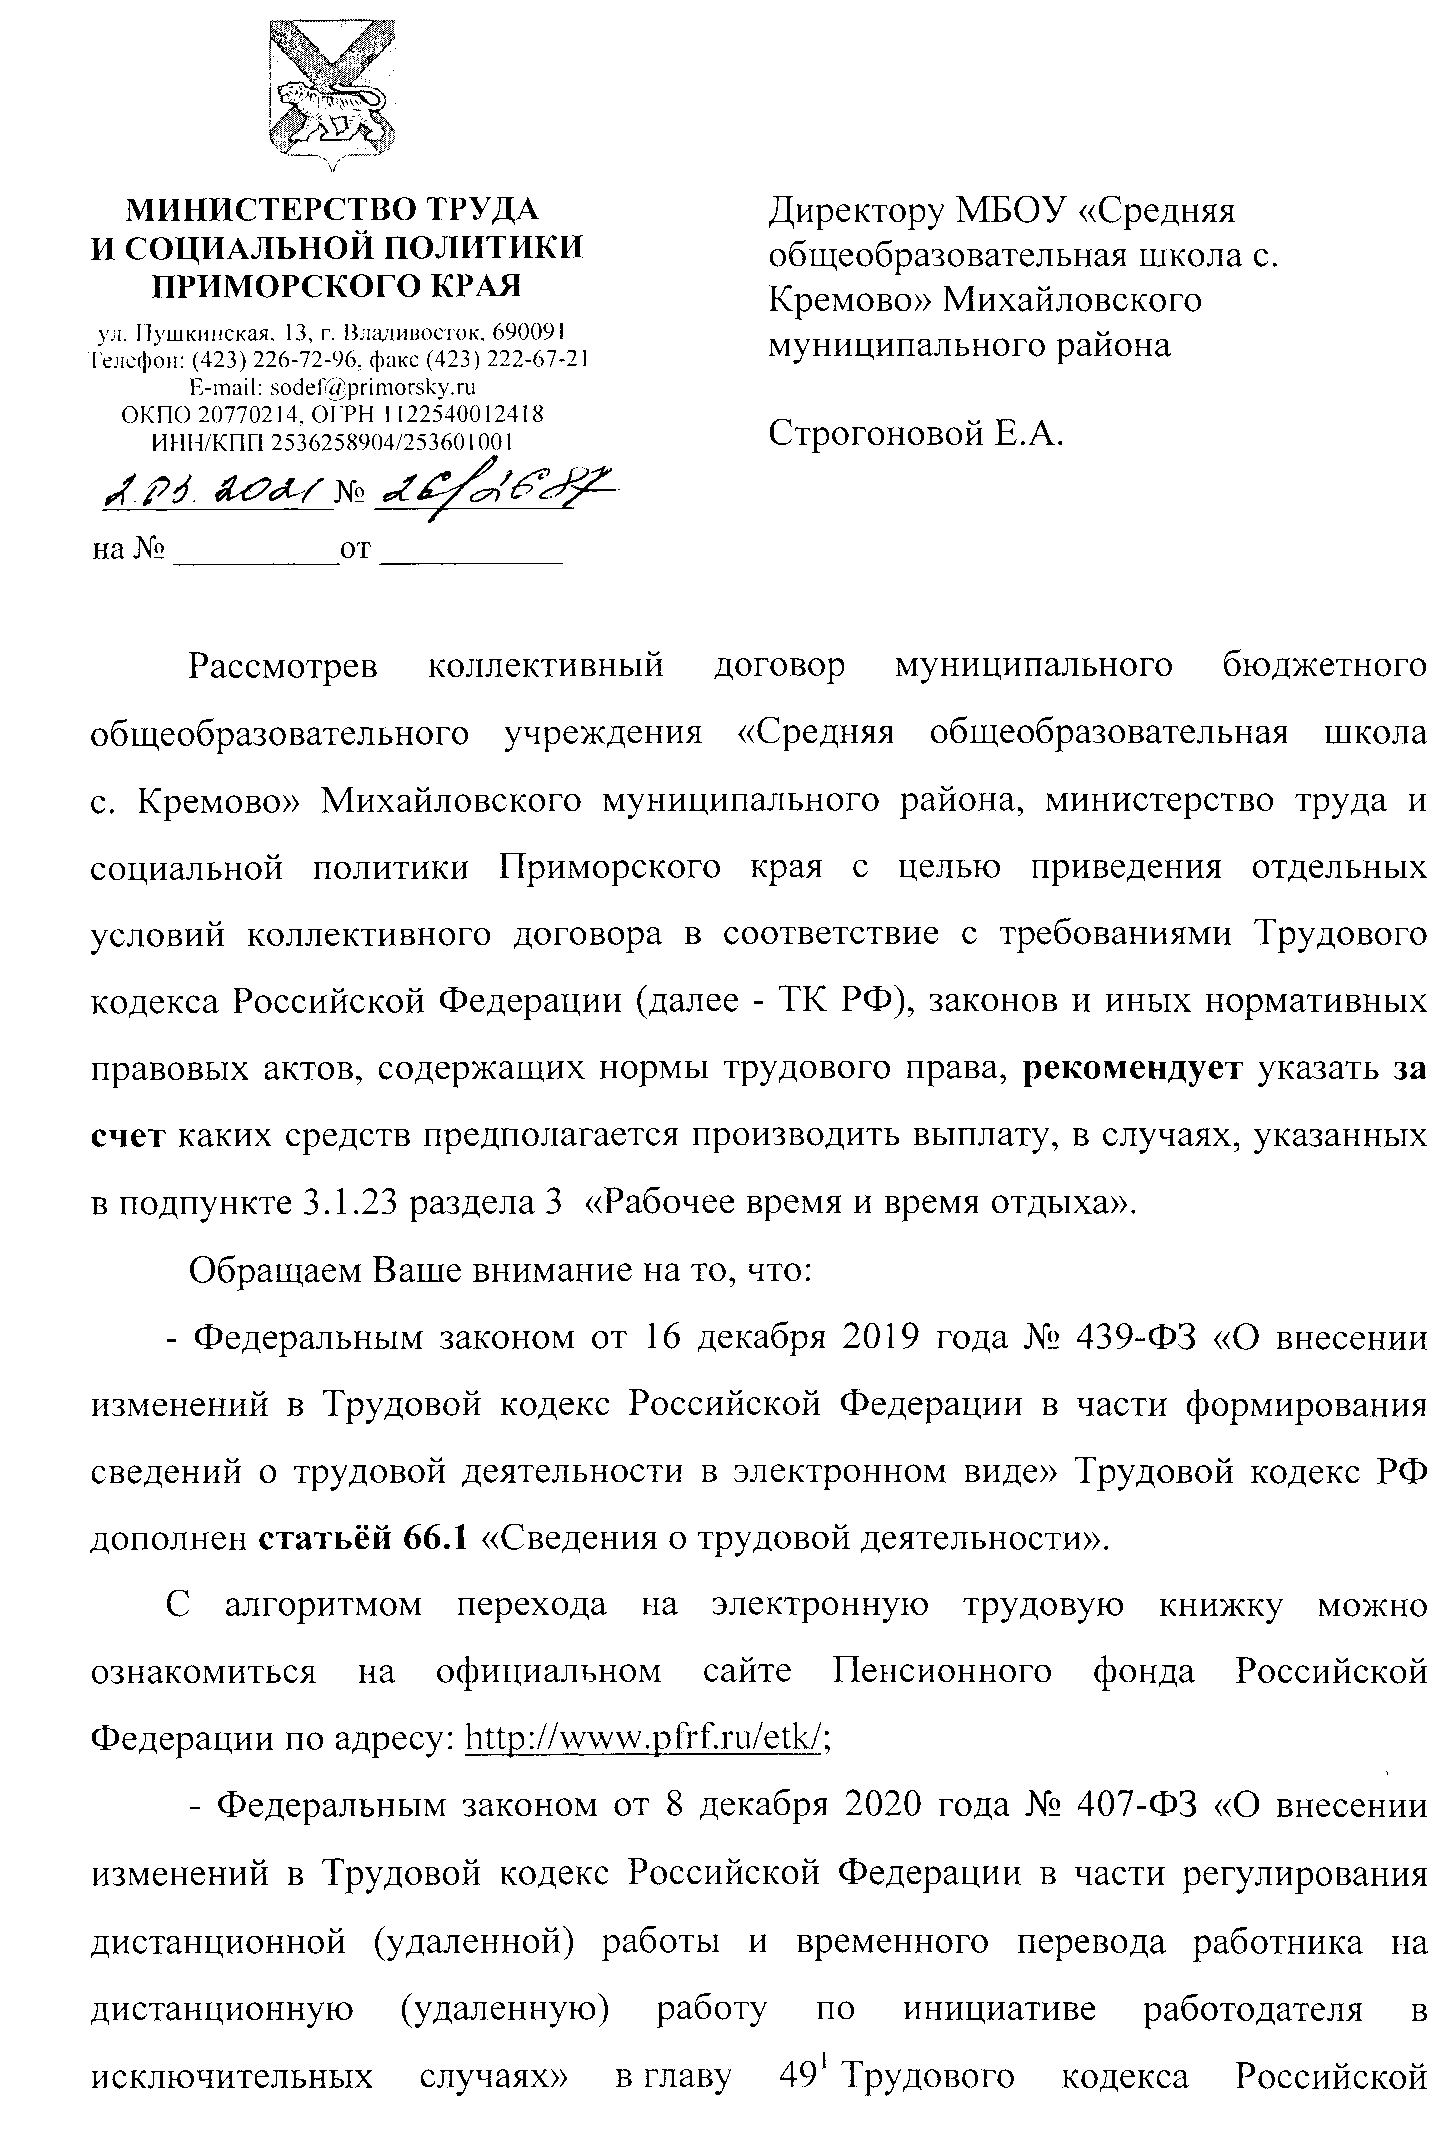 МИНИСТЕРСТВО ТРУДА
И СОЦИАЛЬНОЙ ПОЛИТИКИ
ПРИМОРСКОГО КРАЯ
ул. Пушкинская, 13, г. Владивосток, 690091
Телефон: (423) 226-72-96, факс (423) 222-67-21
E-mail: sodef@primorsky.ru
ОКПО 20770214, ОГРН 1122540012418
ИНН/КПП 2536258904/253601001
2.03.2021 № 26/2687
на № __________ от ___________
Директору МБОУ «Средняя
общеобразовательная школа с.
Кремово» Михайловского
муниципального района
Строгоновой Е.А.
Рассмотрев коллективный договор муниципального бюджетного
общеобразовательного учреждения «Средняя общеобразовательная школа
с. Кремово» Михайловского муниципального района, министерство труда и
социальной политики Приморского края с целью приведения отдельных
условий коллективного договора в соответствие с требованиями Трудового
кодекса Российской Федерации (далее - ТК РФ), законов и иных нормативных
правовых актов, содержащих нормы трудового права, рекомендует указать за
счет каких средств предполагается производить выплату, в случаях, указанных
в подпункте 3.1.23 раздела 3 «Рабочее время и время отдыха».
Обращаем Ваше внимание на то, что:
- Федеральным законом от 16 декабря 2019 года № 439-ФЗ «О внесении
изменений в Трудовой кодекс Российской Федерации в части формирования
сведений о трудовой деятельности в электронном виде» Трудовой кодекс РФ
дополнен статьёй 66.1 «Сведения о трудовой деятельности».
С алгоритмом перехода на электронную трудовую книжку можно
ознакомиться на официальном сайте Пенсионного фонда Российской
Федерации по адресу: http://www.pfrf.ru/etk/;
- Федеральным законом от 8 декабря 2020 года № 407-ФЗ «О внесении
изменений в Трудовой кодекс Российской Федерации в части регулирования
дистанционной (удаленной) работы и временного перевода работника на
дистанционную (удаленную) работу по инициативе работодателя в
исключительных случаях» в главу 49¹ Трудового кодекса Российской